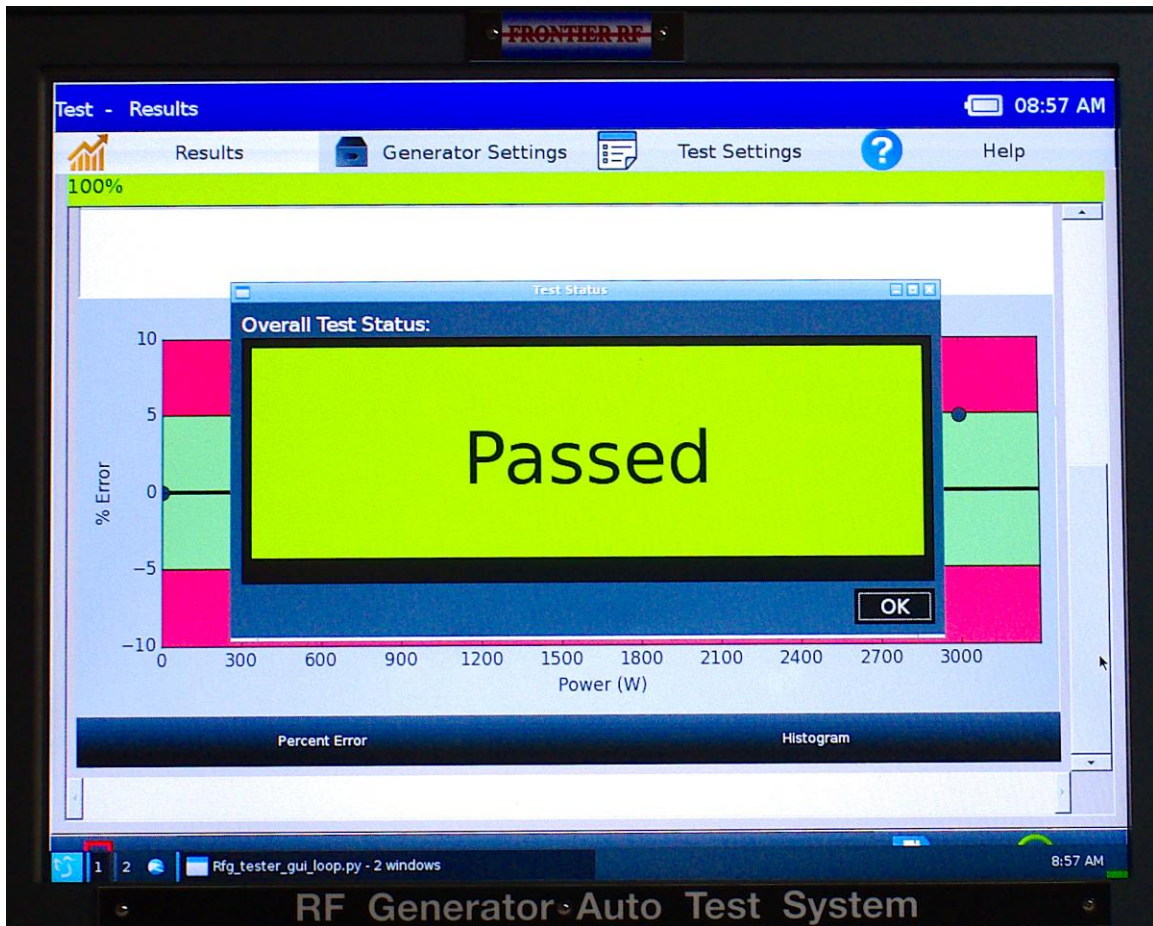 FRONTIER RF
Test - Results
08:57 AM
Results
Generator Settings
Test Settings
?
Help
100%
Test Status
Overall Test Status:
Passed
OK
10
5
0
−5
−10
% Error
0 300 600 900 1200 1500 1800 2100 2400 2700 3000
Power (W)
Percent Error
Histogram
1 2
Rfg_tester_gui_loop.py - 2 windows
8:57 AM
RF Generator Auto Test System